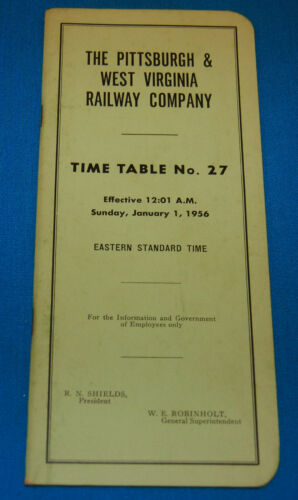 THE PITTSBURGH &
WEST VIRGINIA
RAILWAY COMPANY
TIME TABLE No. 27
Effective 12:01 A.M.
Sunday, January 1, 1956
EASTERN STANDARD TIME
For the Information and Government
of Employees only
R. N. SHIELDS,
President
W. E. ROBINHOLT,
General Superintendent